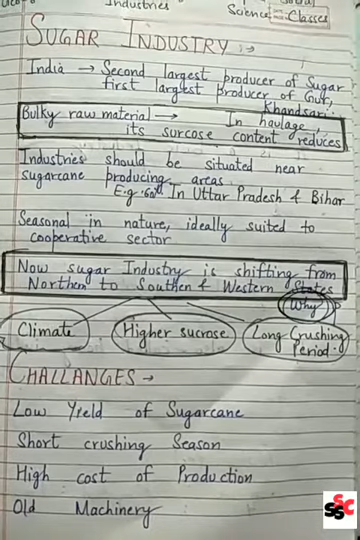 Industries
Science Classes
SUGAR INDUSTRY :→
India → Second largest producer of Sugar
first largest producer of Gur,
Khandsari.
Bulky raw material → In haulage,
its surcose content reduces
Industries should be situated near
sugarcane producing areas.
E.g. 60% In Uttar Pradesh & Bihar
Seasonal in nature, ideally suited to
cooperative sector
Now sugar Industry is shifting from
Northen to Southen & Western States
Why
Climate
Higher sucrose
Long Crushing
Period.
CHALLANGES →
Low Yield of Sugarcane
Short crushing Season
High cost of Production
Old Machinery
SSC